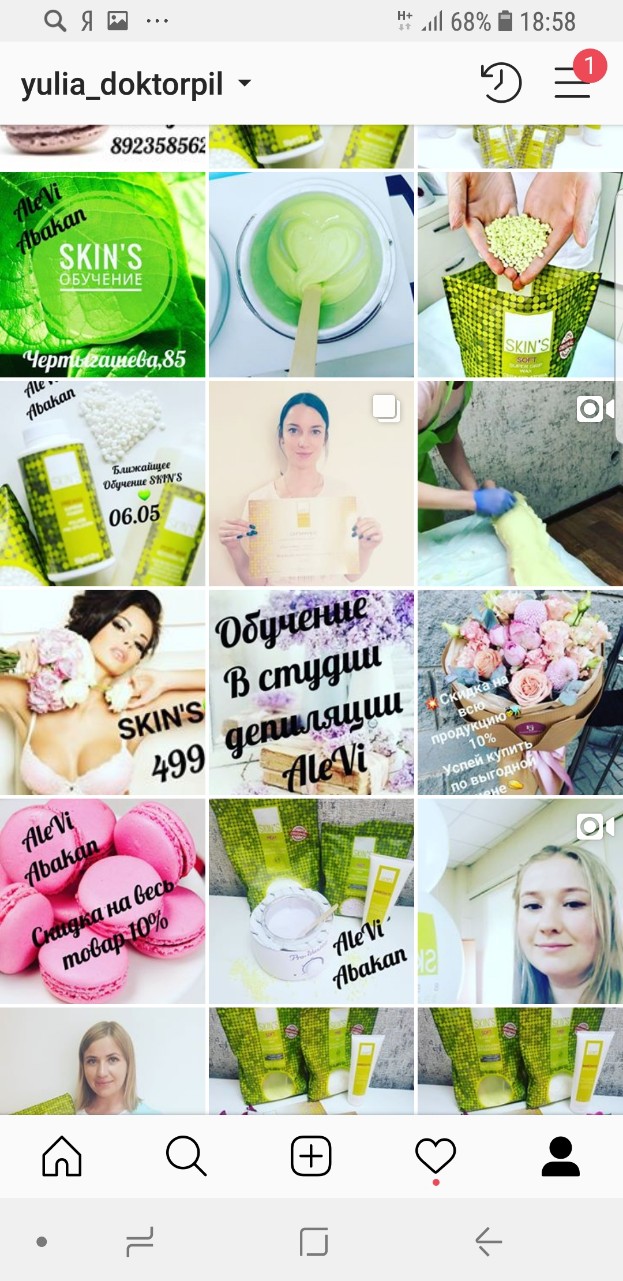 Я
H+
68%
18:58
yulia_doktorpil
1
892358562
AleVi
Abakan
SKIN'S
ОБУЧЕНИЕ
Чертыгашева,85
SKIN'S
SOFT
Abakan
Ближайшее
Обучение SKIN'S
06.05
SKIN'S
499
Обучение
В студии
депиляции
AleVi
Скидка на
всю
продукцию
10%
Успей купить
по выгодной
цене
AleVi
Abakan
Скидка на весь
товар 10%
SKIN'S
AleVi
Abakan